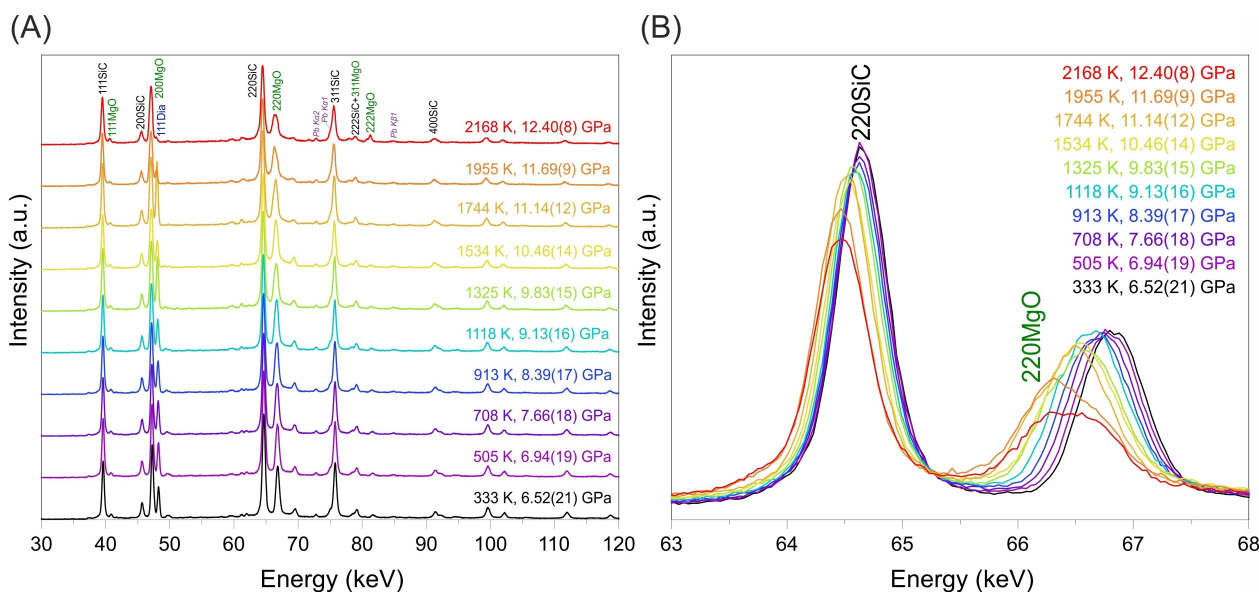 (A)
(B)
111SiC
111MgO
200SiC
200MgO
111Dia
220SiC
220MgO
Pb Kα2
Pb Kα1
311SiC
222SiC+311MgO
222MgO
Pb Kβ1
400SiC
2168 K, 12.40(8) GPa
1955 K, 11.69(9) GPa
1744 K, 11.14(12) GPa
1534 K, 10.46(14) GPa
1325 K, 9.83(15) GPa
1118 K, 9.13(16) GPa
913 K, 8.39(17) GPa
708 K, 7.66(18) GPa
505 K, 6.94(19) GPa
333 K, 6.52(21) GPa
Intensity (a.u.)
30 40 50 60 70 80 90 100 110 120
Energy (keV)
220SiC
220MgO
2168 K, 12.40(8) GPa
1955 K, 11.69(9) GPa
1744 K, 11.14(12) GPa
1534 K, 10.46(14) GPa
1325 K, 9.83(15) GPa
1118 K, 9.13(16) GPa
913 K, 8.39(17) GPa
708 K, 7.66(18) GPa
505 K, 6.94(19) GPa
333 K, 6.52(21) GPa
Intensity (a.u.)
63 64 65 66 67 68
Energy (keV)